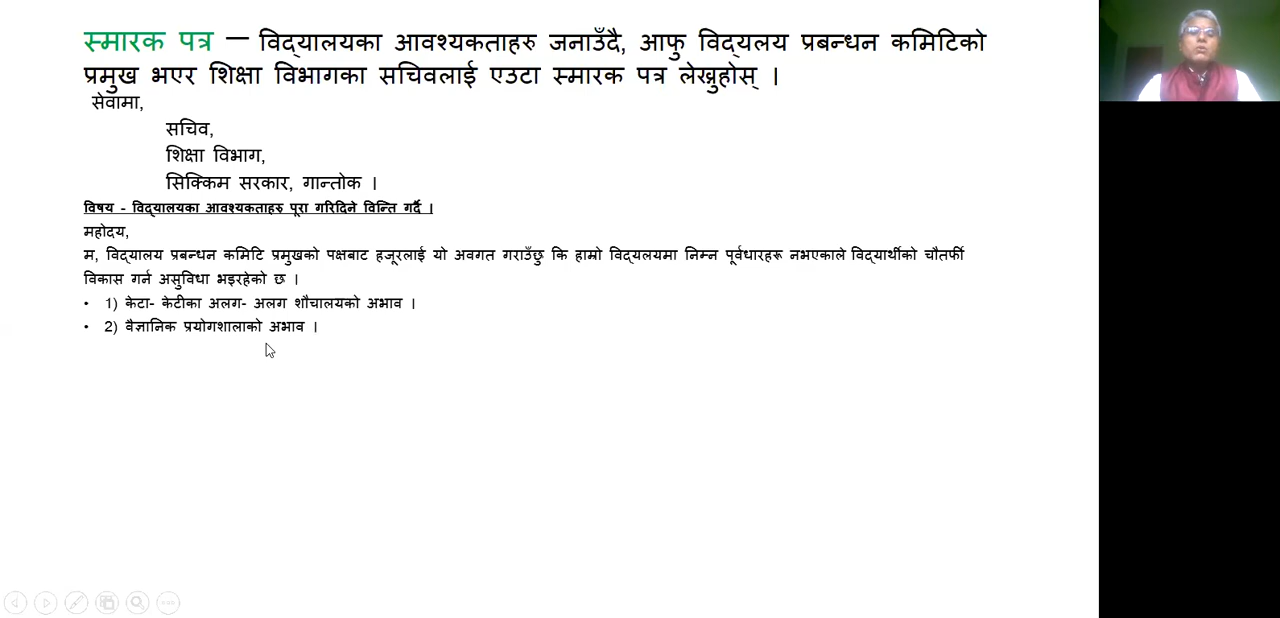 स्मारक पत्र – विद्यालयका आवश्यकताहरु जनाउँदै, आफु विद्यलय प्रबन्धन कमिटिको
प्रमुख भएर शिक्षा विभागका सचिवलाई एउटा स्मारक पत्र लेख्नुहोस् ।
सेवामा,
सचिव,
शिक्षा विभाग,
सिक्किम सरकार, गान्तोक ।
विषय - विद्यालयका आवश्यकताहरु पूरा गरिदिने विन्ति गर्दै ।
महोदय,
म, विद्यालय प्रबन्धन कमिटि प्रमुखको पक्षबाट हजूरलाई यो अवगत गराउँछु कि हाम्रो विद्यलयमा निम्न पूर्वधारहरू नभएकाले विद्यार्थीको चौतर्फी
विकास गर्न असुविधा भइरहेको छ ।
• 1) केटा- केटीका अलग- अलग शौचालयको अभाव ।
• 2) वैज्ञानिक प्रयोगशालाको अभाव ।